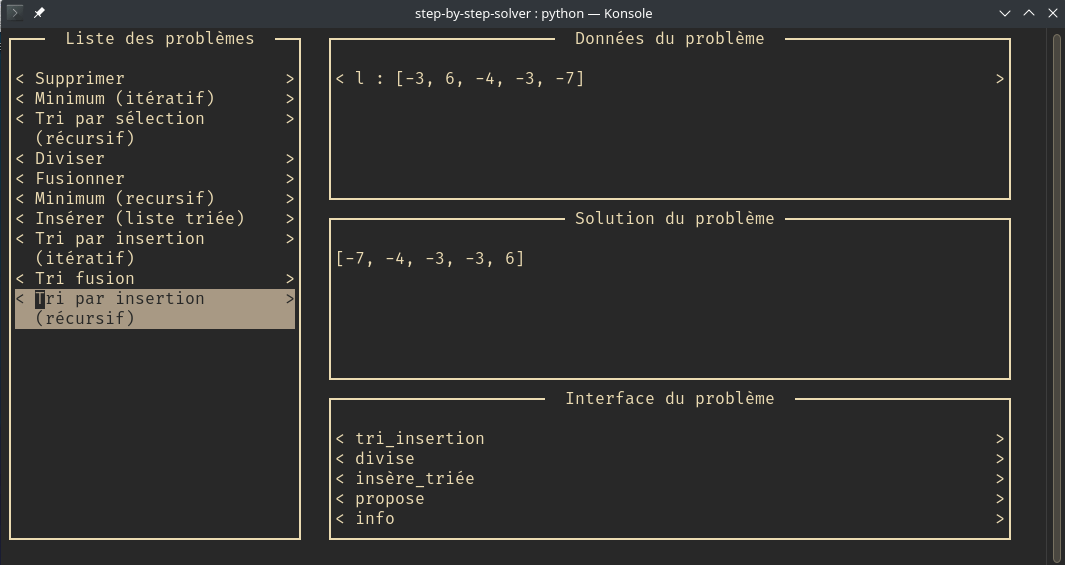 step-by-step-solver : python — Konsole
Liste des problèmes
< Supprimer >
< Minimum (itératif) >
< Tri par sélection >
(récursif)
< Diviser >
< Fusionner >
< Minimum (recursif) >
< Insérer (liste triée) >
< Tri par insertion >
(itératif)
< Tri fusion >
< Tri par insertion >
(récursif)
Données du problème
< l : [-3, 6, -4, -3, -7] >
Solution du problème
[-7, -4, -3, -3, 6]
Interface du problème
< tri_insertion >
< divise >
< insère_triée >
< propose >
< info >